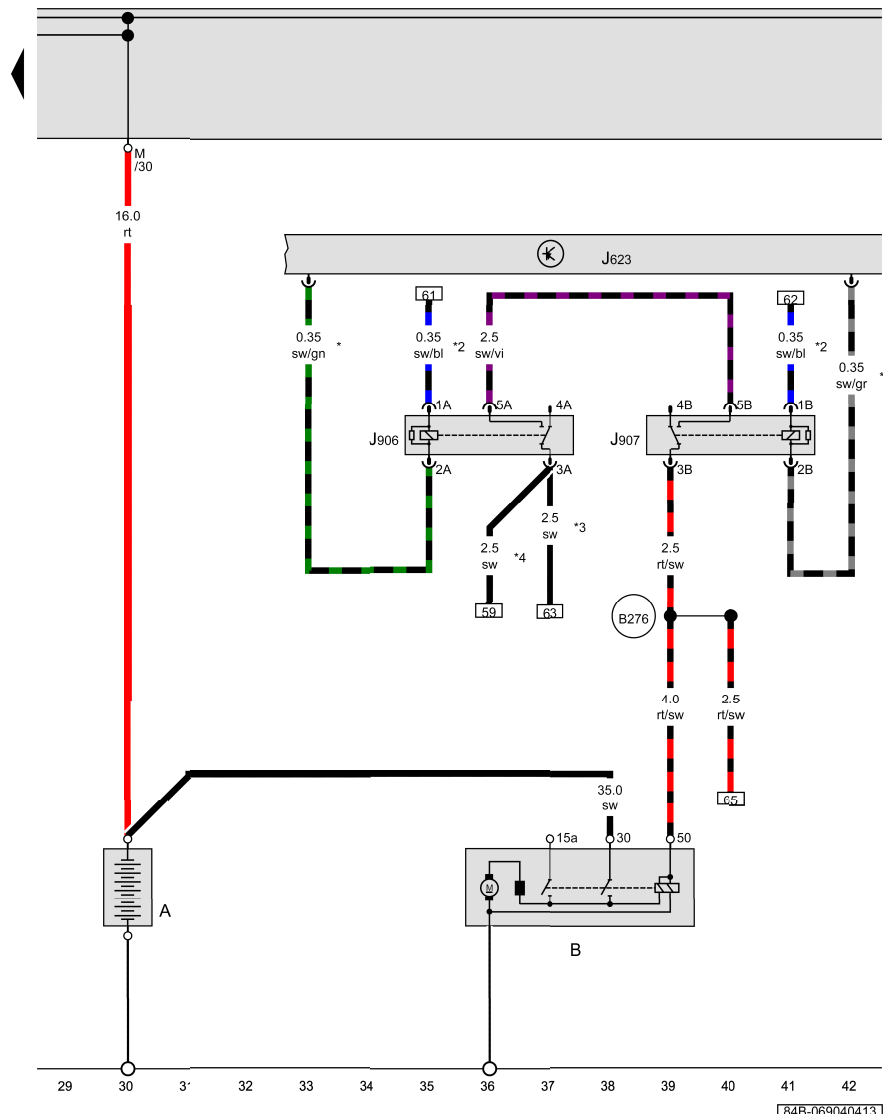 M
/30
16.0
rt
J623
61
62
0.35
sw/gn
*
0.35
sw/bl
*2
2.5
sw/vi
0.35
sw/bl
*2
0.35
sw/gr
*
1A
5A
4A
4B
5B
1B
J906
J907
2A
3A
3B
2B
2.5
sw
*3
2.5
sw
*4
2.5
rt/sw
59
63
B276
4.0
rt/sw
2.5
rt/sw
35.0
sw
65
15a
30
50
M
A
B
29
30
31
32
33
34
35
36
37
38
39
40
41
42
84B-069040413